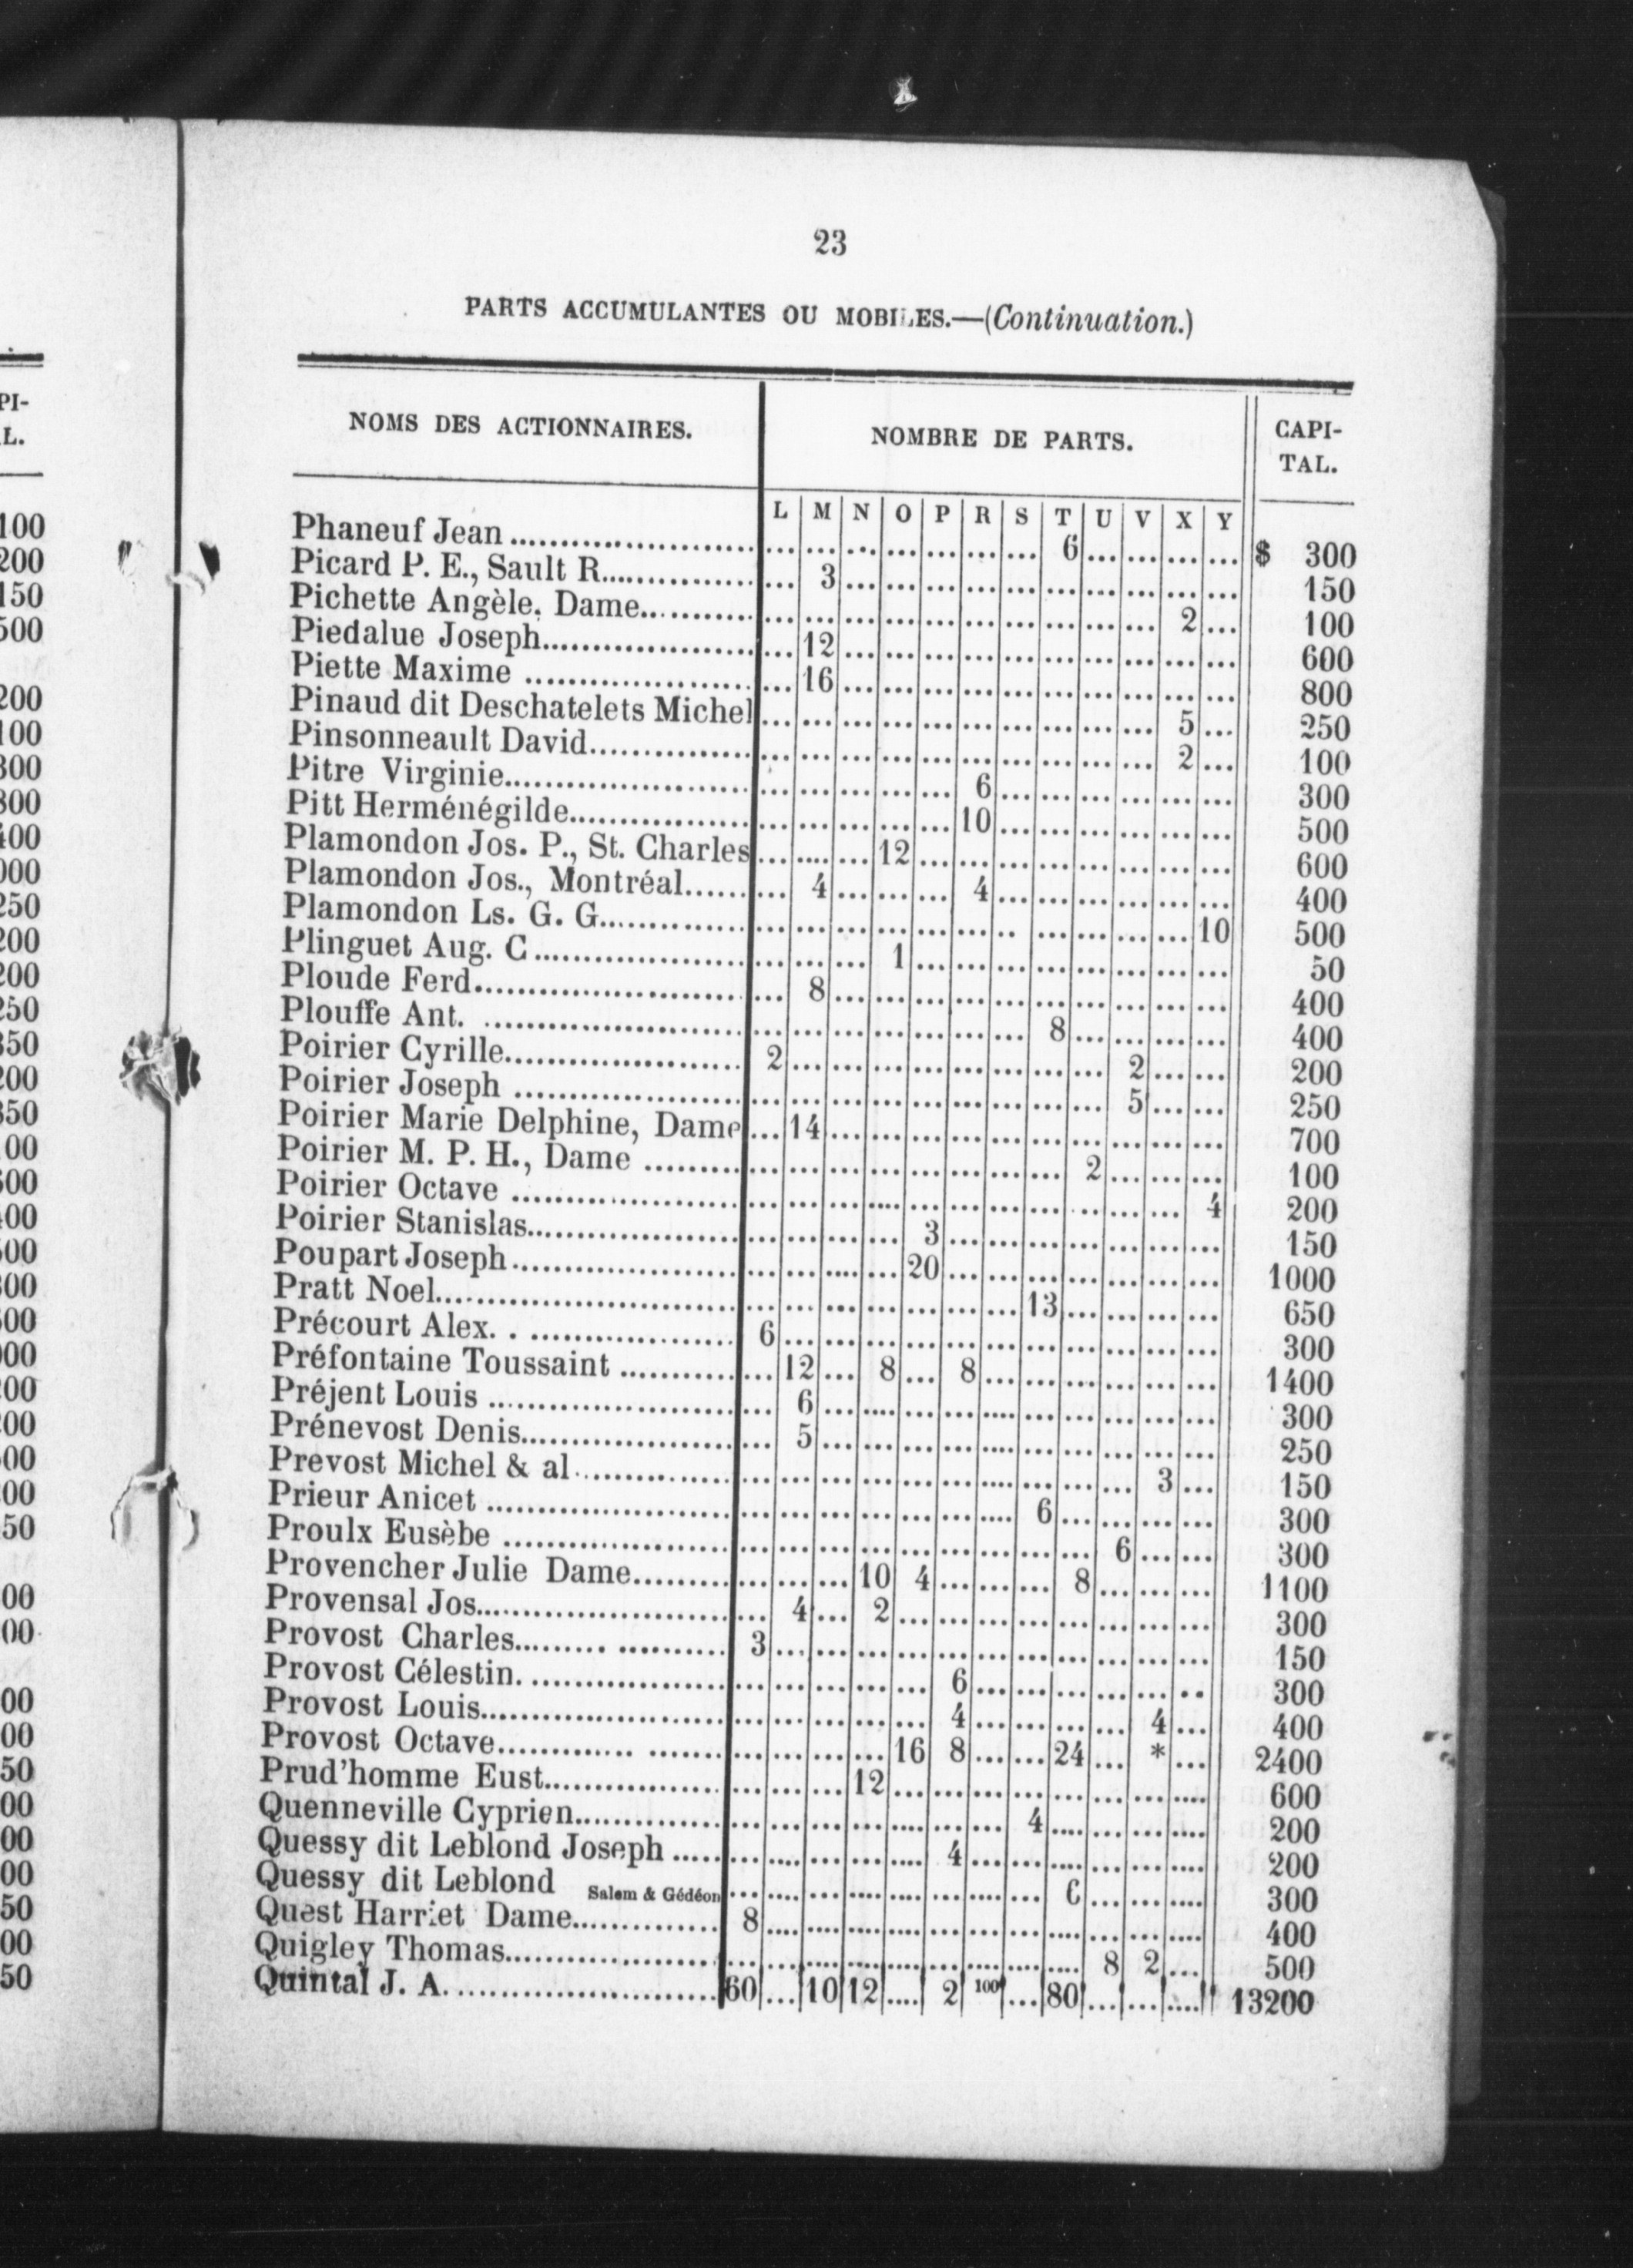 23
PARTS ACCUMULANTES OU MOBILES.—(Continuation.)
NOMS DES ACTIONNAIRES. NOMBRE DE PARTS. CAPI-
TAL.
L M N O P R S T U V X Y
Phaneuf Jean ... ... ... ... ... ... ... ... 6 ... ... ... ... $ 300
Picard P. E., Sault R. ... ... 3 ... ... ... ... ... ... ... ... ... ... 150
Pichette Angèle, Dame ... ... ... ... ... ... ... ... ... ... ... 2 ... 100
Piedalue Joseph ... ... 12 ... ... ... ... ... ... ... ... ... ... 600
Piette Maxime ... ... 16 ... ... ... ... ... ... ... ... ... ... 800
Pinaud dit Deschatelets Michel ... ... ... ... ... ... ... ... ... ... 5 ... 250
Pinsonneault David ... ... ... ... ... ... ... ... ... ... ... 2 ... 100
Pitre Virginie ... ... ... ... ... ... 6 ... ... ... ... ... ... 300
Pitt Herménégilde ... ... ... ... ... ... 10 ... ... ... ... ... ... 500
Plamondon Jos. P., St. Charles ... ... ... 12 ... ... ... ... ... ... ... ... 600
Plamondon Jos., Montréal ... ... 4 ... ... ... 4 ... ... ... ... ... ... 400
Plamondon Ls. G. G. ... ... ... ... ... ... ... ... ... ... ... ... 10 500
Plinguet Aug. C ... ... ... ... 1 ... ... ... ... ... ... ... ... 50
Ploude Ferd. ... ... 8 ... ... ... ... ... ... ... ... ... ... 400
Plouffe Ant. ... ... ... ... ... ... ... ... 8 ... ... ... ... 400
Poirier Cyrille ... 2 ... ... ... ... ... ... ... ... 2 ... ... 200
Poirier Joseph ... ... ... ... ... ... ... ... ... ... 5 ... ... 250
Poirier Marie Delphine, Dame ... 14 ... ... ... ... ... ... ... ... ... ... 700
Poirier M. P. H., Dame ... ... ... ... ... ... ... ... ... 2 ... ... ... 100
Poirier Octave ... ... ... ... ... ... ... ... ... ... ... ... 4 200
Poirier Stanislas ... ... ... ... ... 3 ... ... ... ... ... ... ... 150
Poupart Joseph ... ... ... ... ... 20 ... ... ... ... ... ... ... 1000
Pratt Noel ... ... ... ... ... ... ... ... 13 ... ... ... ... 650
Précourt Alex. . ... 6 ... ... ... ... ... ... ... ... ... ... ... 300
Préfontaine Toussaint ... ... 12 ... 8 ... 8 ... ... ... ... ... ... 1400
Préjent Louis ... ... 6 ... ... ... ... ... ... ... ... ... ... 300
Prénevost Denis ... ... 5 ... ... ... ... ... ... ... ... ... ... 250
Prevost Michel & al ... ... ... ... ... ... ... ... ... ... ... 3 ... 150
Prieur Anicet ... ... ... ... ... ... ... ... 6 ... ... ... ... 300
Proulx Eusèbe ... ... ... ... ... ... ... ... ... ... 6 ... ... 300
Provencher Julie Dame ... ... ... ... 10 4 ... ... ... 8 ... ... ... 1100
Provensal Jos. ... ... 4 ... 2 ... ... ... ... ... ... ... ... 300
Provost Charles ... 3 ... ... ... ... ... ... ... ... ... ... ... 150
Provost Célestin. ... ... ... ... ... ... 6 ... ... ... ... ... ... 300
Provost Louis ... ... ... ... ... ... 4 ... ... ... ... 4 ... 400
Provost Octave ... ... ... ... ... 16 8 ... ... 24 ... * ... 2400
Prud'homme Eust. ... ... ... ... 12 ... ... ... ... ... ... ... ... 600
Quenneville Cyprien ... ... ... ... ... ... ... ... 4 ... ... ... ... 200
Quessy dit Leblond Joseph ... ... ... ... ... ... 4 ... ... ... ... ... ... 200
Quessy dit Leblond Salem & Gédéon ... ... ... ... ... ... ... ... 6 ... ... ... 300
Quest Harriet Dame ... 8 ... ... ... ... ... ... ... ... ... ... ... 400
Quigley Thomas ... ... ... ... ... ... ... ... ... ... 8 2 ... 500
Quintal J. A. ... 60 ... 10 12 ... 2 100 ... 80 ... ... ... 13200